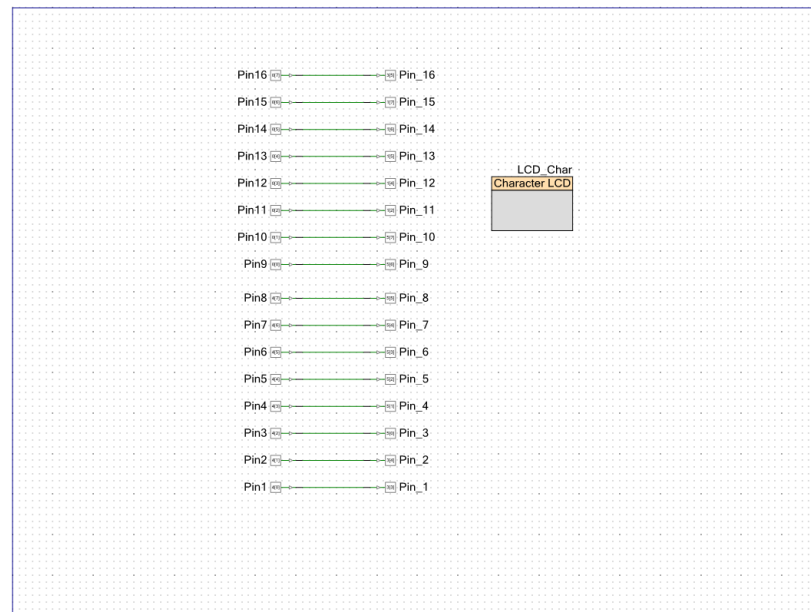 Pin16 Pin_16
Pin15 Pin_15
Pin14 Pin_14
Pin13 Pin_13
LCD_Char
Character LCD
Pin12 Pin_12
Pin11 Pin_11
Pin10 Pin_10
Pin9 Pin_9
Pin8 Pin_8
Pin7 Pin_7
Pin6 Pin_6
Pin5 Pin_5
Pin4 Pin_4
Pin3 Pin_3
Pin2 Pin_2
Pin1 Pin_1